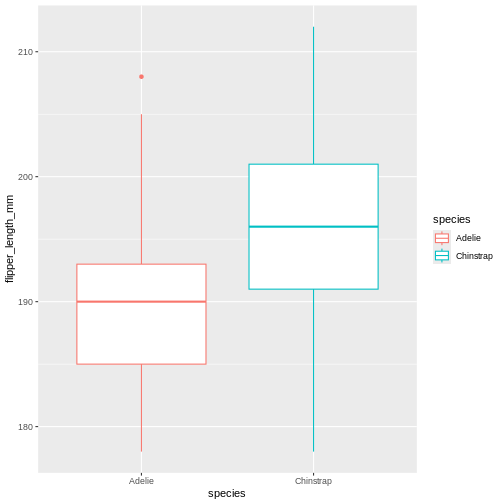 flipper_length_mm
210
200
190
180
Adelie
Chinstrap
species
species
Adelie
Chinstrap